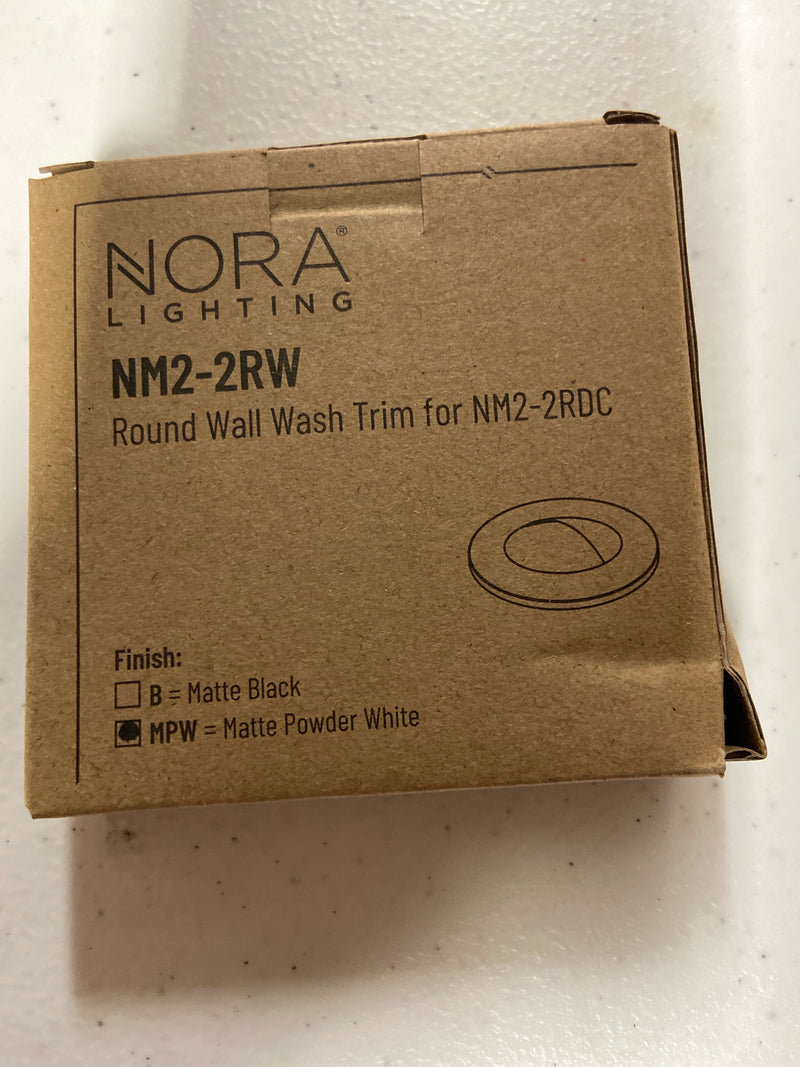 NORA®
LIGHTING
NM2-2RW
Round Wall Wash Trim for NM2-2RDC
Finish:
B = Matte Black
MPW = Matte Powder White